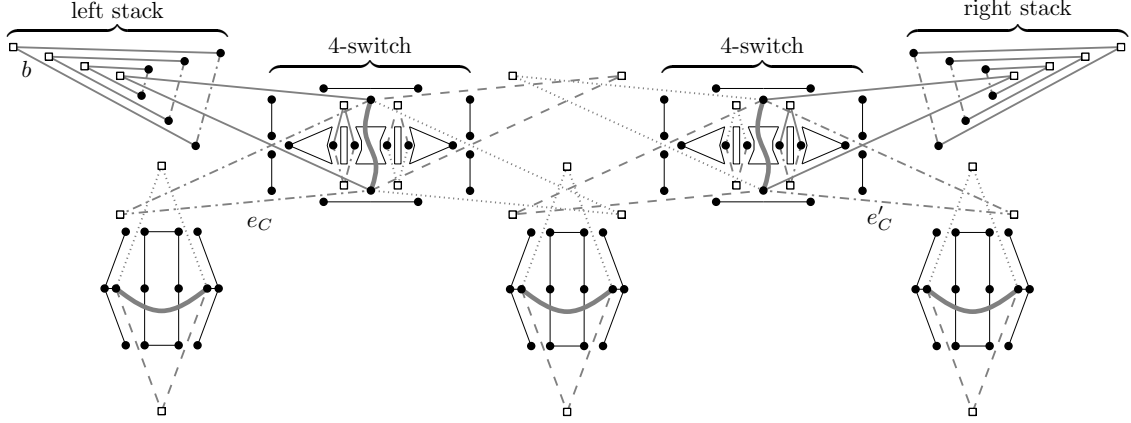 left stack
right stack
4-switch
4-switch
b
e_C
e'_C